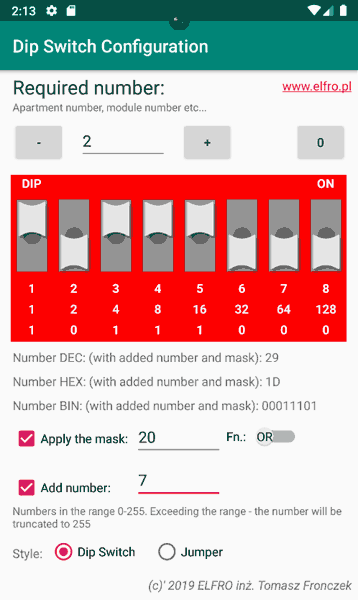 2:13
Dip Switch Configuration
Required number:
www.elfro.pl
Apartment number, module number etc...
- 2 + 0
DIP ON
1 2 3 4 5 6 7 8
1 2 4 8 16 32 64 128
1 0 1 1 1 0 0 0
Number DEC: (with added number and mask): 29
Number HEX: (with added number and mask): 1D
Number BIN: (with added number and mask): 00011101
Apply the mask: 20 Fn.: OR
Add number: 7
Numbers in the range 0-255. Exceeding the range - the number will be
truncated to 255
Style: Dip Switch Jumper
(c)' 2019 ELFRO inż. Tomasz Fronczek